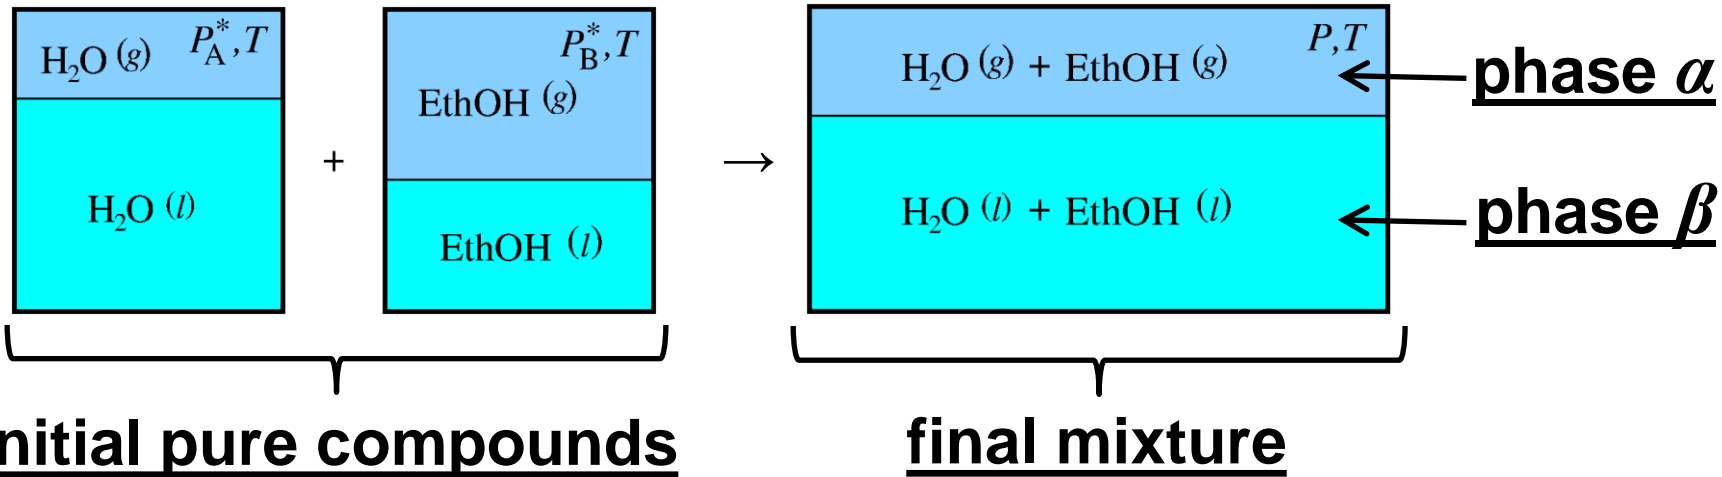 H₂O (g) P*A, T
H₂O (l)
+
EthOH (g) P*B, T
EthOH (l)
→
H₂O (g) + EthOH (g) P, T
H₂O (l) + EthOH (l)
phase α
phase β
nitial pure compounds
final mixture